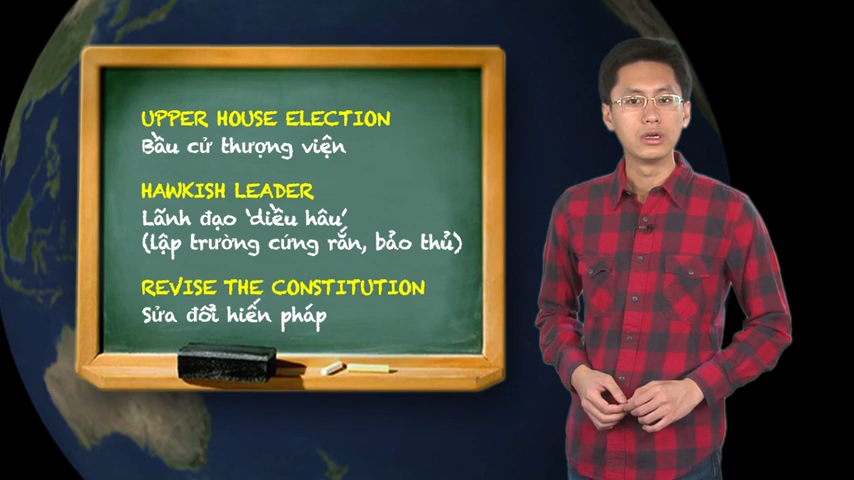 UPPER HOUSE ELECTION
Bầu cử thượng viện
HAWKISH LEADER
Lãnh đạo 'diều hâu'
(lập trường cứng rắn, bảo thủ)
REVISE THE CONSTITUTION
Sửa đổi hiến pháp